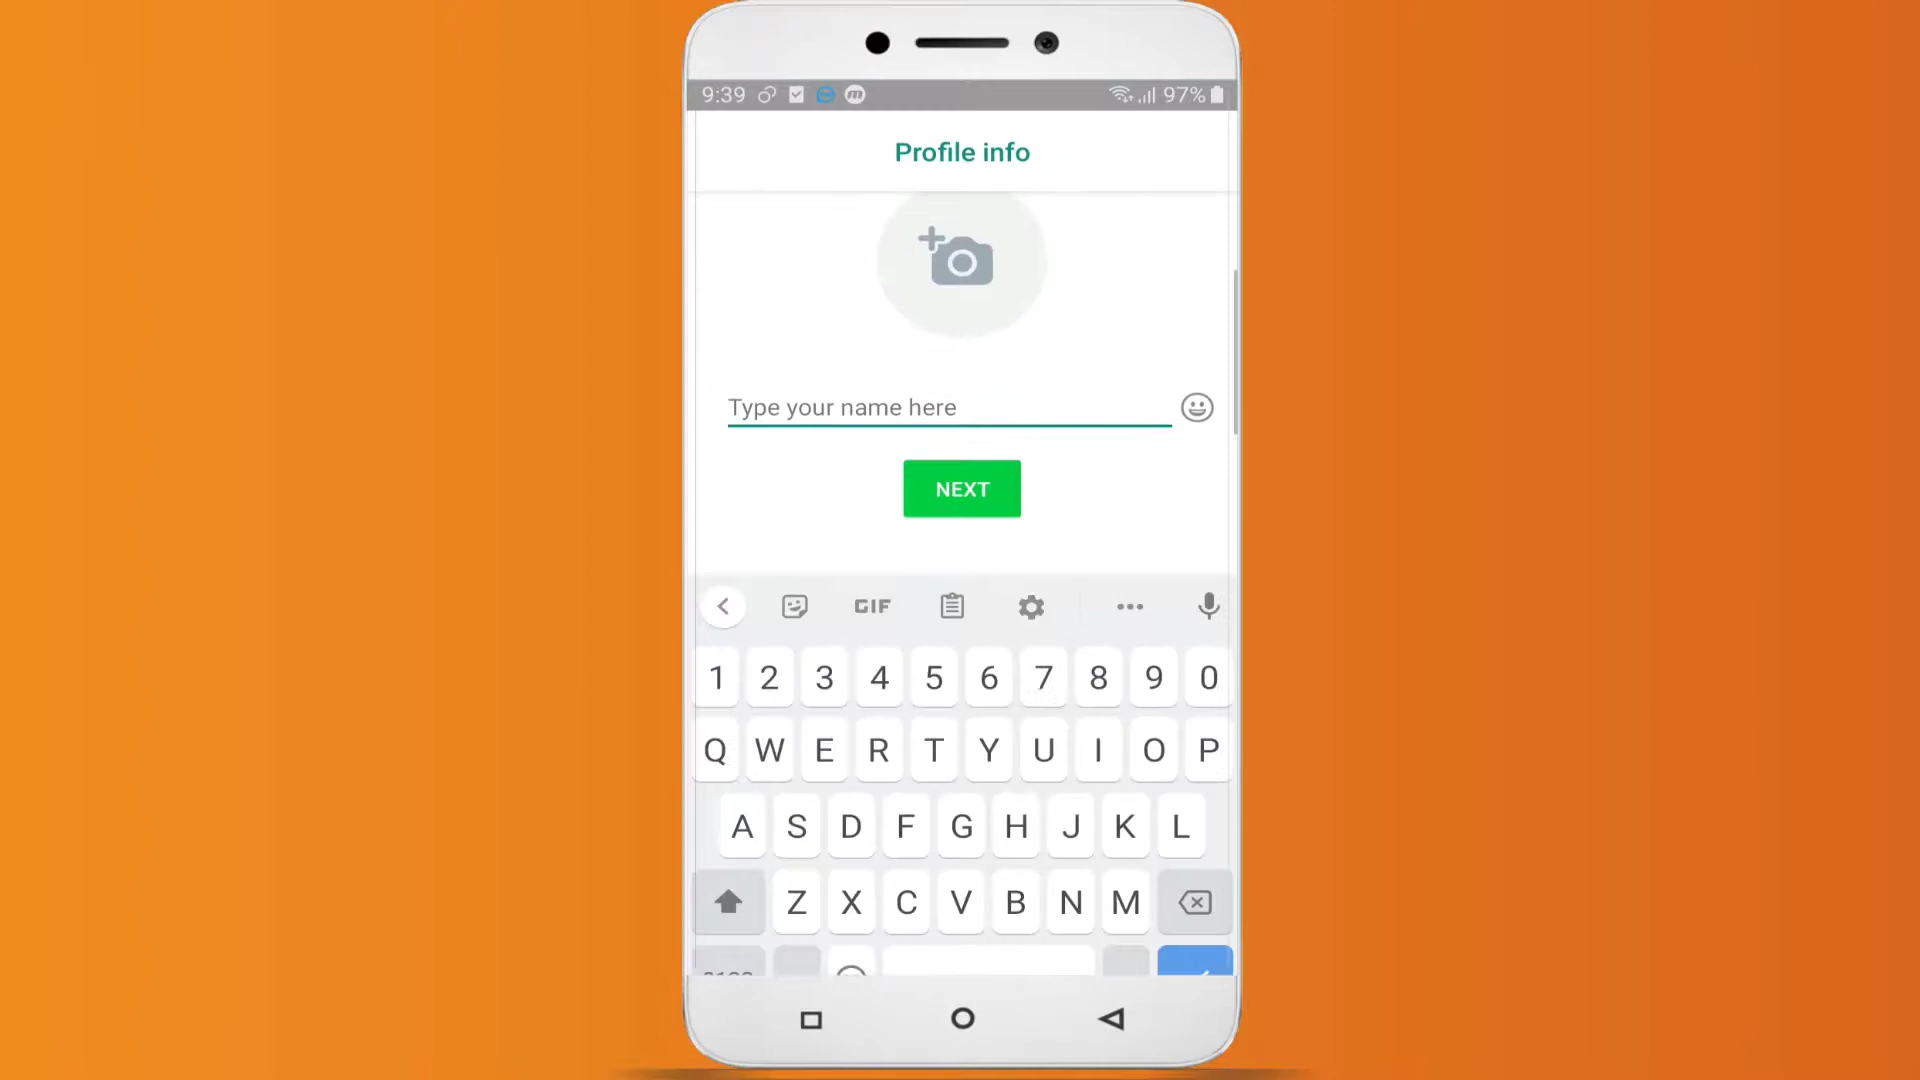 9:39 97%
Profile info
Type your name here
NEXT
GIF
1 2 3 4 5 6 7 8 9 0
Q W E R T Y U I O P
A S D F G H J K L
Z X C V B N M